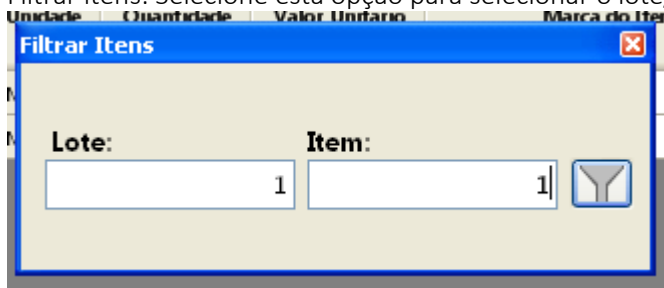 Filtrar Itens: Selecione esta opção para selecionar o lote,
Unidade Quantidade Valor Unitário Marca do Ite
Filtrar Itens
Lote: Item:
1 1